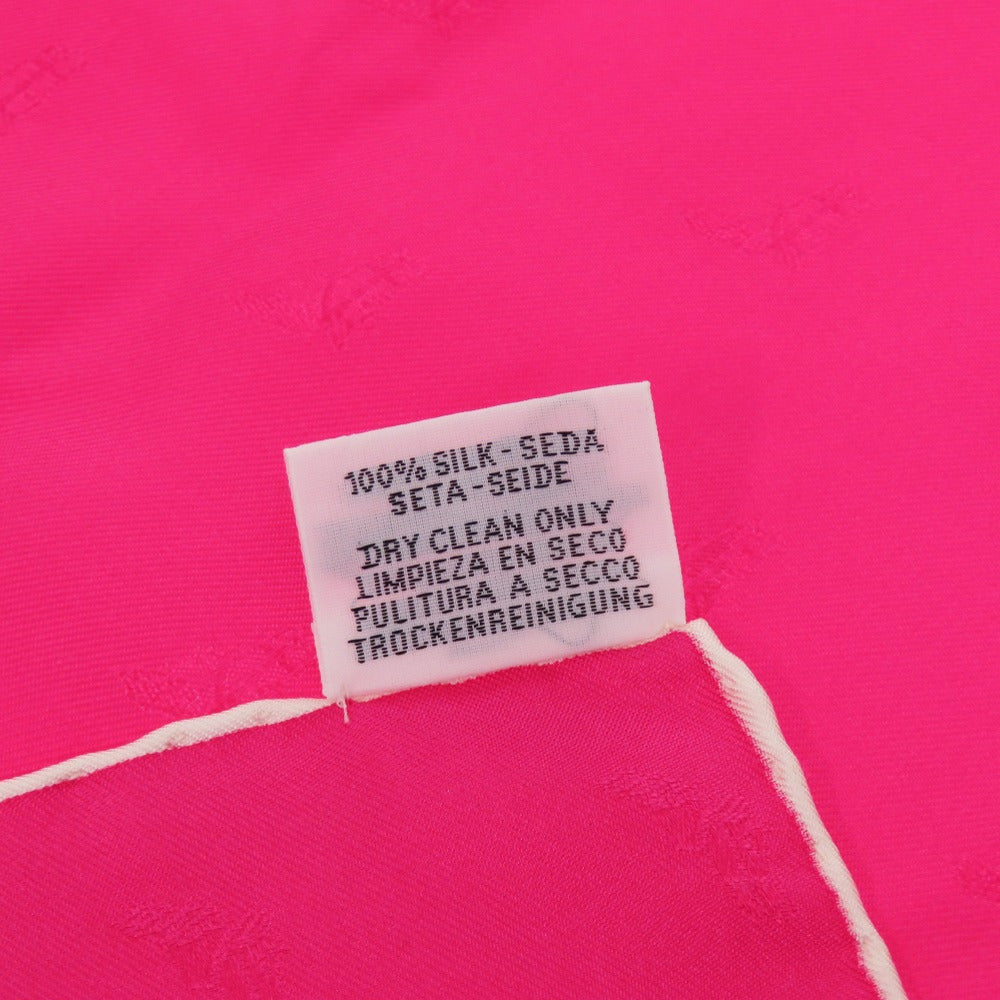 100% SILK - SEDA
SETA - SEIDE
DRY CLEAN ONLY
LIMPIEZA EN SECO
PULITURA A SECCO
TROCKENREINIGUNG